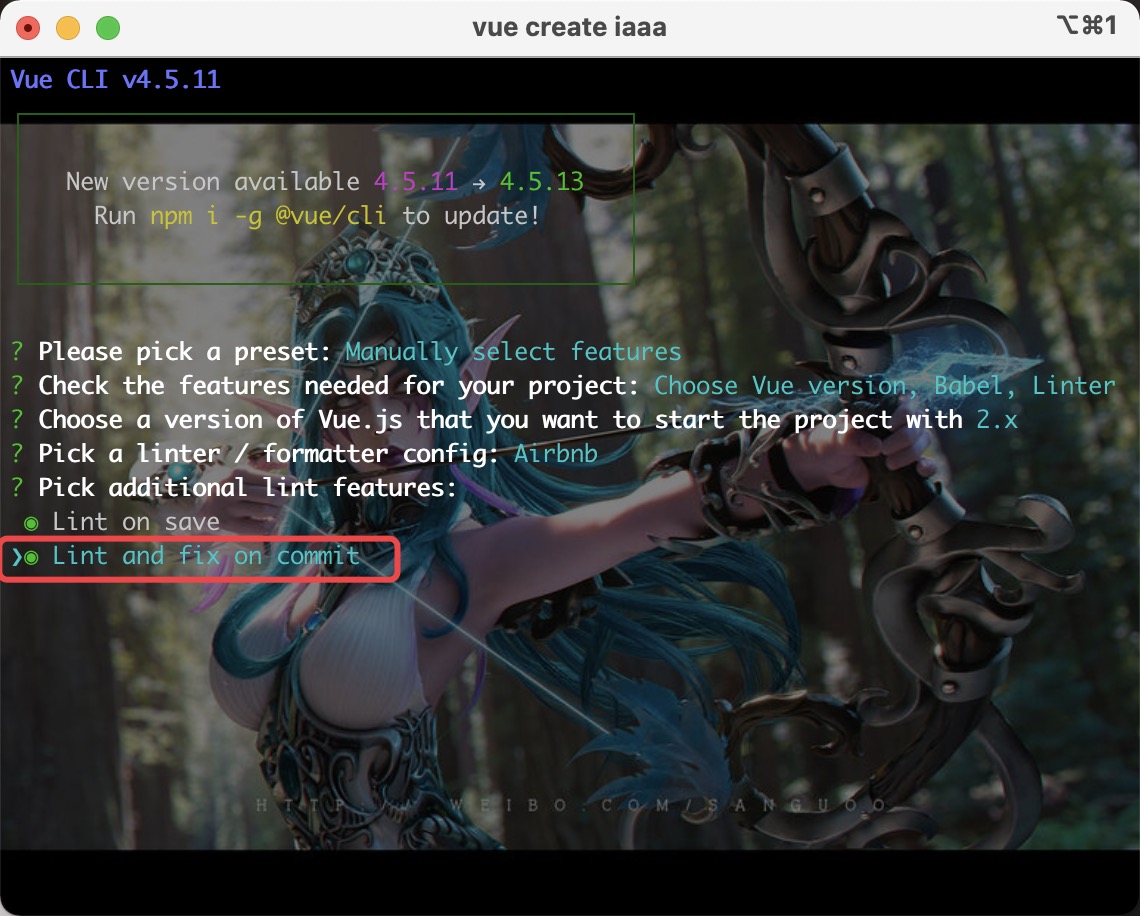 vue create iaaa
⌥⌘1
Vue CLI v4.5.11
New version available 4.5.11 → 4.5.13
Run npm i -g @vue/cli to update!
? Please pick a preset: Manually select features
? Check the features needed for your project: Choose Vue version, Babel, Linter
? Choose a version of Vue.js that you want to start the project with 2.x
? Pick a linter / formatter config: Airbnb
? Pick additional lint features:
◉ Lint on save
❯◉ Lint and fix on commit
WEIBO.COM/SANGUOO